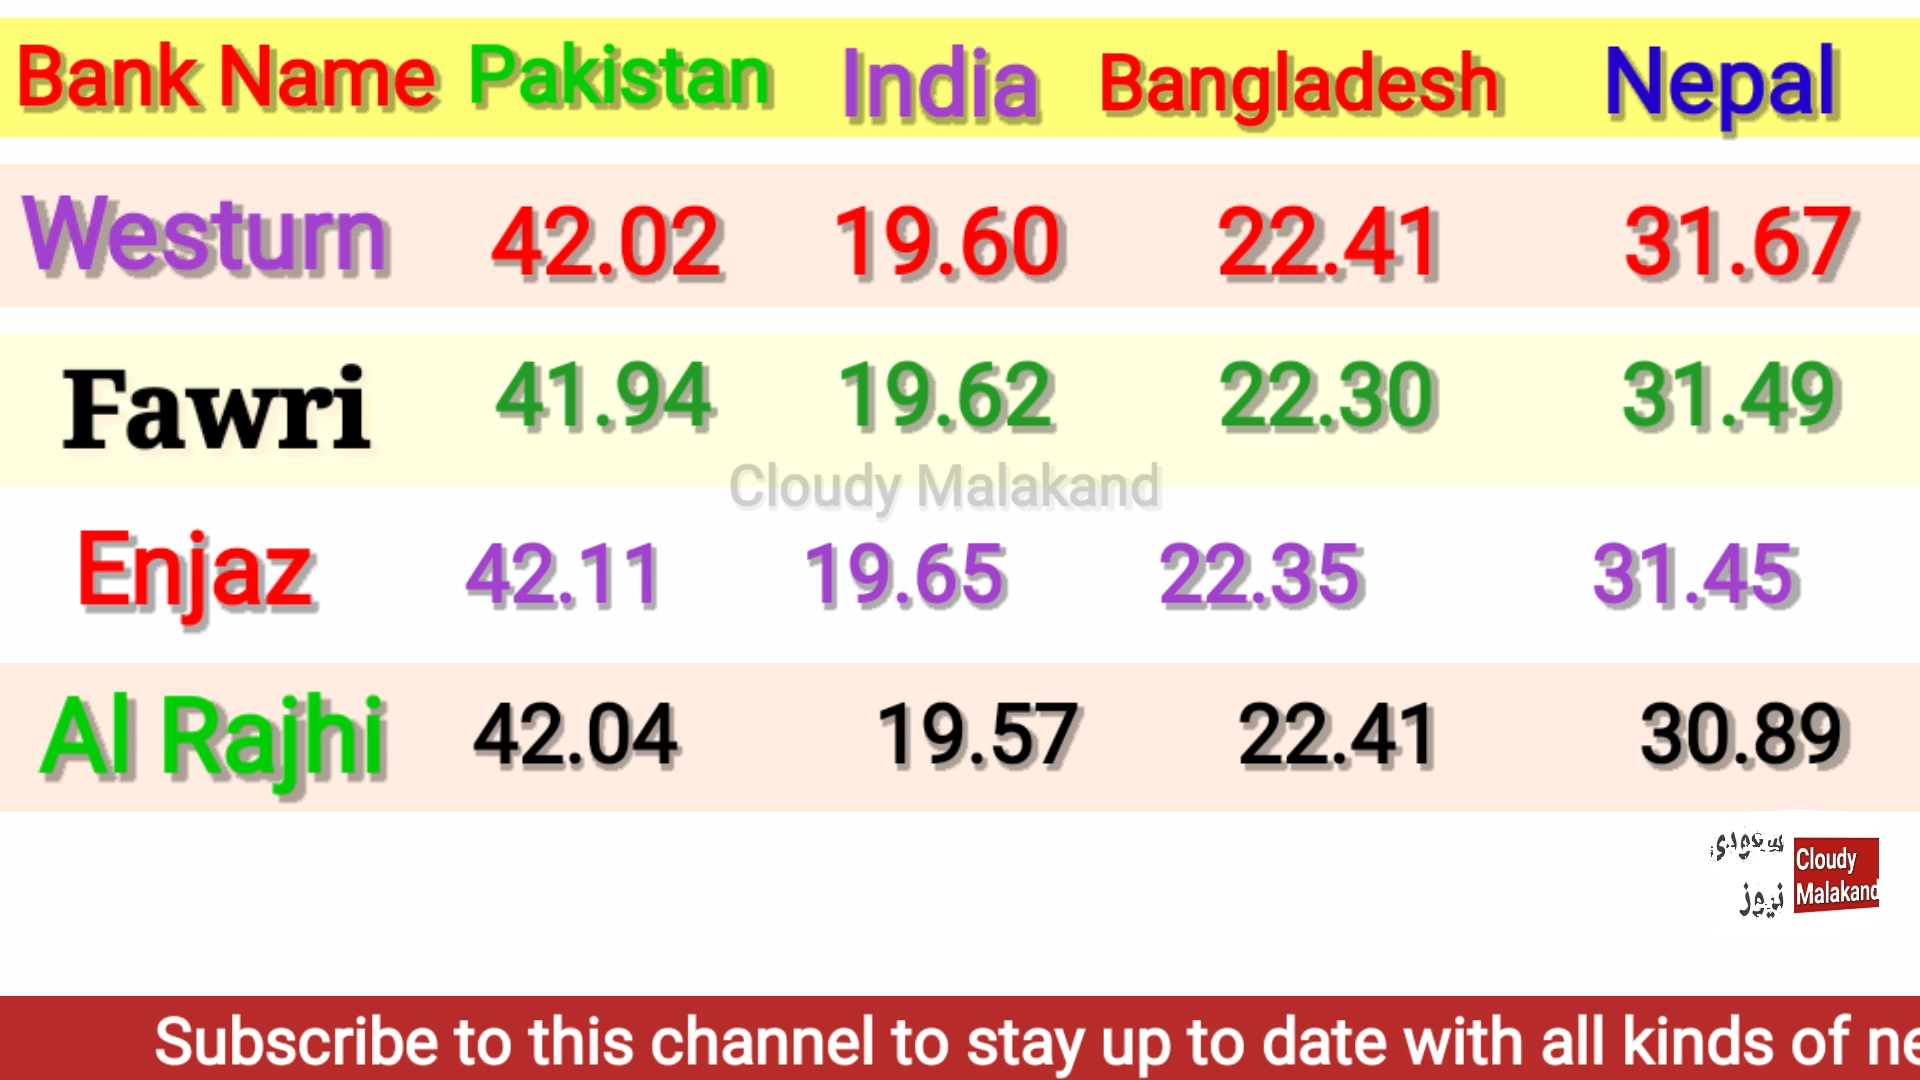 Bank Name Pakistan India Bangladesh Nepal
Westurn 42.02 19.60 22.41 31.67
Fawri 41.94 19.62 22.30 31.49
Cloudy Malakand
Enjaz 42.11 19.65 22.35 31.45
Al Rajhi 42.04 19.57 22.41 30.89
سعودی
نیوز
Cloudy
Malakand
Subscribe to this channel to stay up to date with all kinds of ne